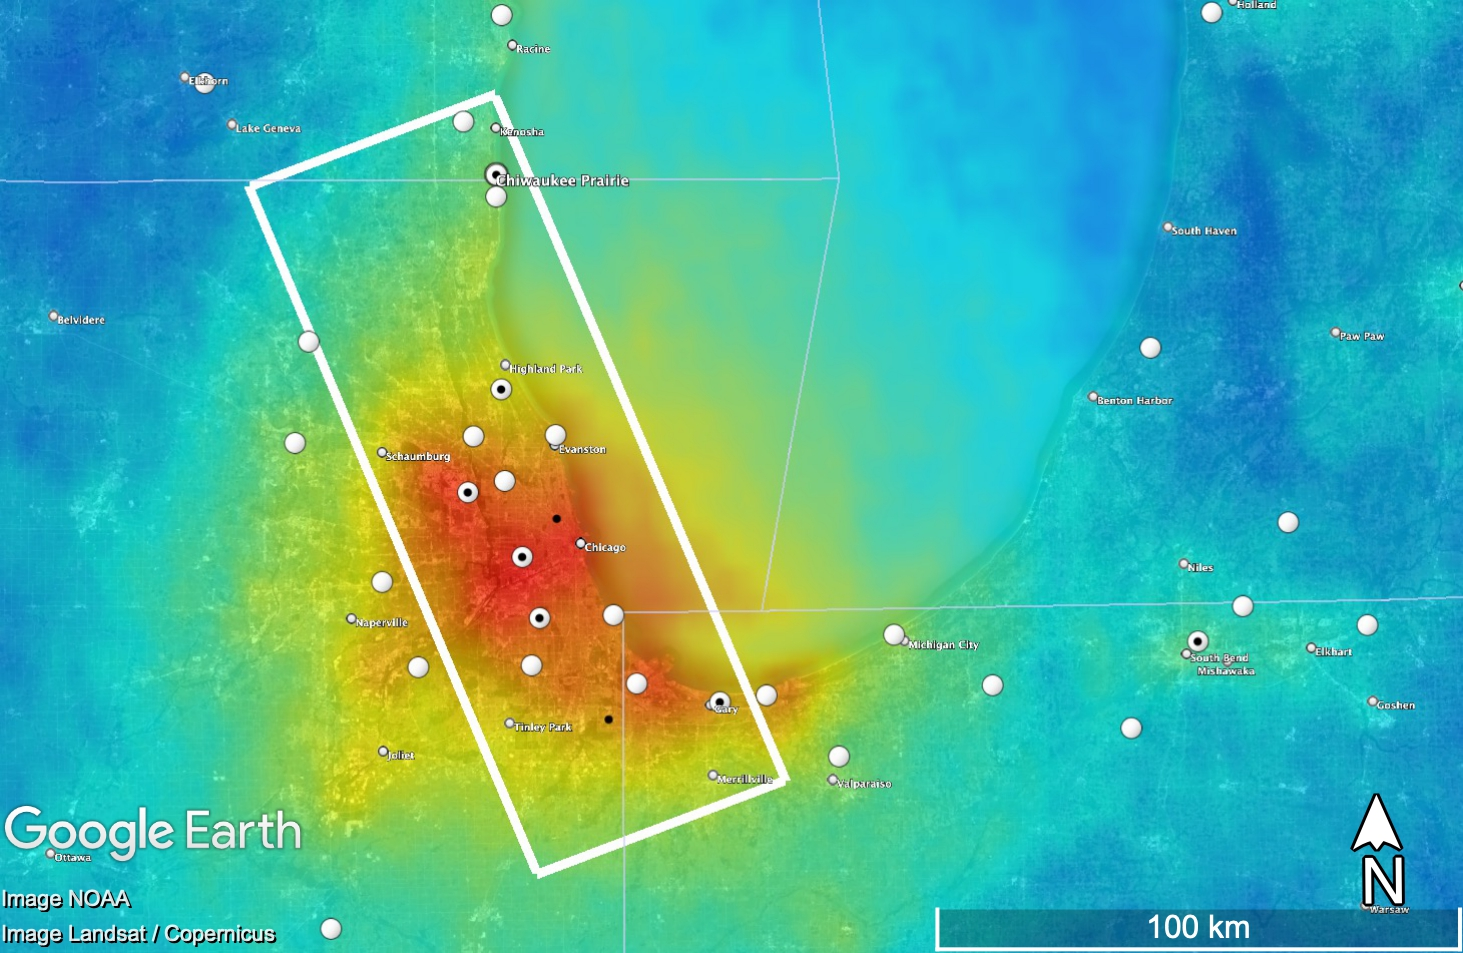 Holland
Racine
Elkhorn
Lake Geneva
Kenosha
Chiwaukee Prairie
South Haven
Belvidere
Paw Paw
Highland Park
Benton Harbor
Evanston
Schaumburg
Chicago
Niles
Naperville
Michigan City
Elkhart
South Bend
Mishawaka
Goshen
Gary
Tinley Park
Joliet
Merrillville
Valparaiso
Google Earth
Ottawa
N
Image NOAA
Warsaw
100 km
Image Landsat / Copernicus